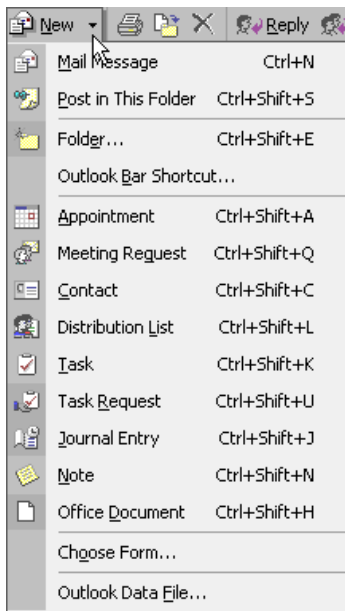 New Reply
Mail Message Ctrl+N
Post in This Folder Ctrl+Shift+S
Folder... Ctrl+Shift+E
Outlook Bar Shortcut...
Appointment Ctrl+Shift+A
Meeting Request Ctrl+Shift+Q
Contact Ctrl+Shift+C
Distribution List Ctrl+Shift+L
Task Ctrl+Shift+K
Task Request Ctrl+Shift+U
Journal Entry Ctrl+Shift+J
Note Ctrl+Shift+N
Office Document Ctrl+Shift+H
Choose Form...
Outlook Data File...